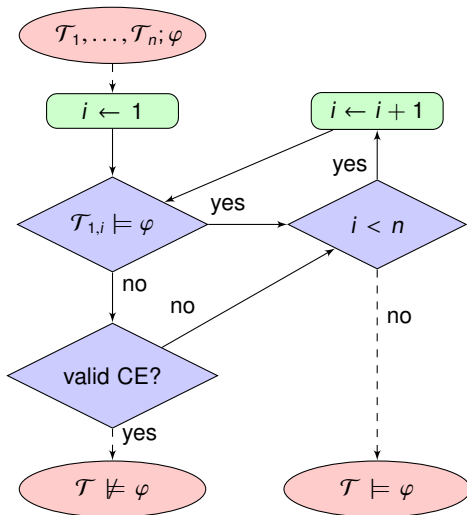 𝒯₁, . . . , 𝒯ₙ; φ
i ← 1
i ← i + 1
yes
𝒯₁,ᵢ ⊨ φ
yes
i < n
no
no
no
valid CE?
yes
𝒯 ⊭ φ
𝒯 ⊨ φ